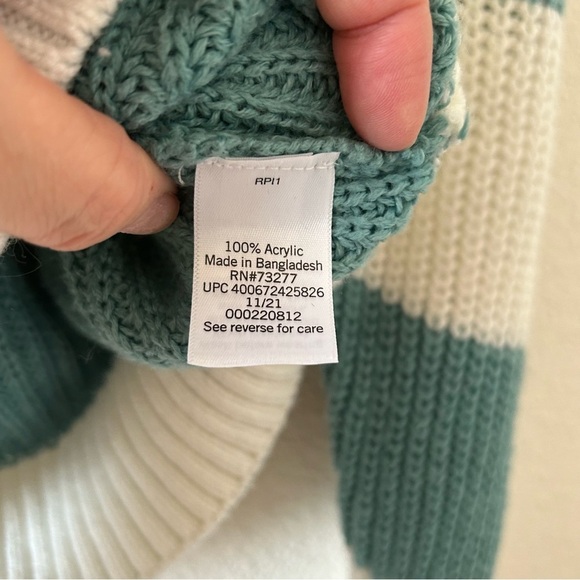 RPI1
100% Acrylic
Made in Bangladesh
RN#73277
UPC 400672425826
11/21
000220812
See reverse for care